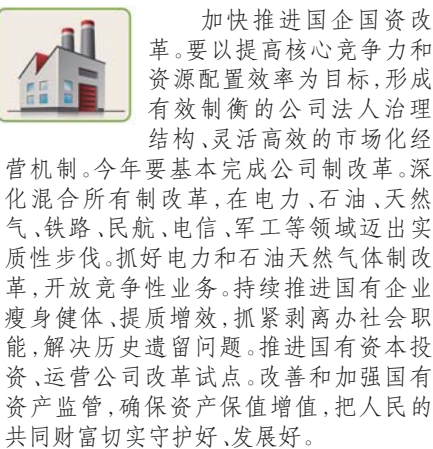 加快推进国企国资改
革。要以提高核心竞争力和
资源配置效率为目标,形成
有效制衡的公司法人治理
结构、灵活高效的市场化经
营机制。今年要基本完成公司制改革。深
化混合所有制改革,在电力、石油、天然
气、铁路、民航、电信、军工等领域迈出实
质性步伐。抓好电力和石油天然气体制改
革,开放竞争性业务。持续推进国有企业
瘦身健体、提质增效,抓紧剥离办社会职
能,解决历史遗留问题。推进国有资本投
资、运营公司改革试点。改善和加强国有
资产监管,确保资产保值增值,把人民的
共同财富切实守护好、发展好。